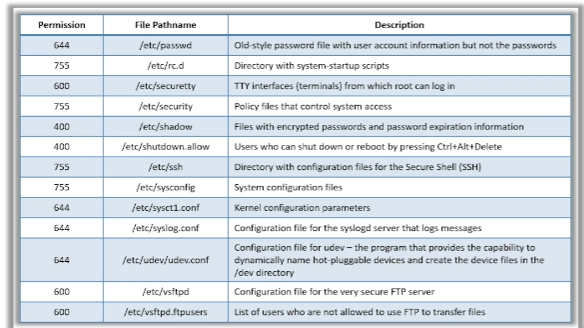 Permission File Pathname Description
644 /etc/passwd Old-style password file with user account information but not the passwords
755 /etc/rc.d Directory with system-startup scripts
600 /etc/securetty TTY interfaces (terminals) from which root can log in
755 /etc/security Policy files that control system access
400 /etc/shadow Files with encrypted passwords and password expiration information
400 /etc/shutdown.allow Users who can shut down or reboot by pressing Ctrl+Alt+Delete
755 /etc/ssh Directory with configuration files for the Secure Shell (SSH)
755 /etc/sysconfig System configuration files
644 /etc/sysct1.conf Kernel configuration parameters
644 /etc/syslog.conf Configuration file for the syslogd server that logs messages
Configuration file for udev – the program that provides the capability to
644 /etc/udev/udev.conf dynamically name hot-pluggable devices and create the device files in the
/dev directory
600 /etc/vsftpd Configuration file for the very secure FTP server
600 /etc/vsftpd.ftpusers List of users who are not allowed to use FTP to transfer files